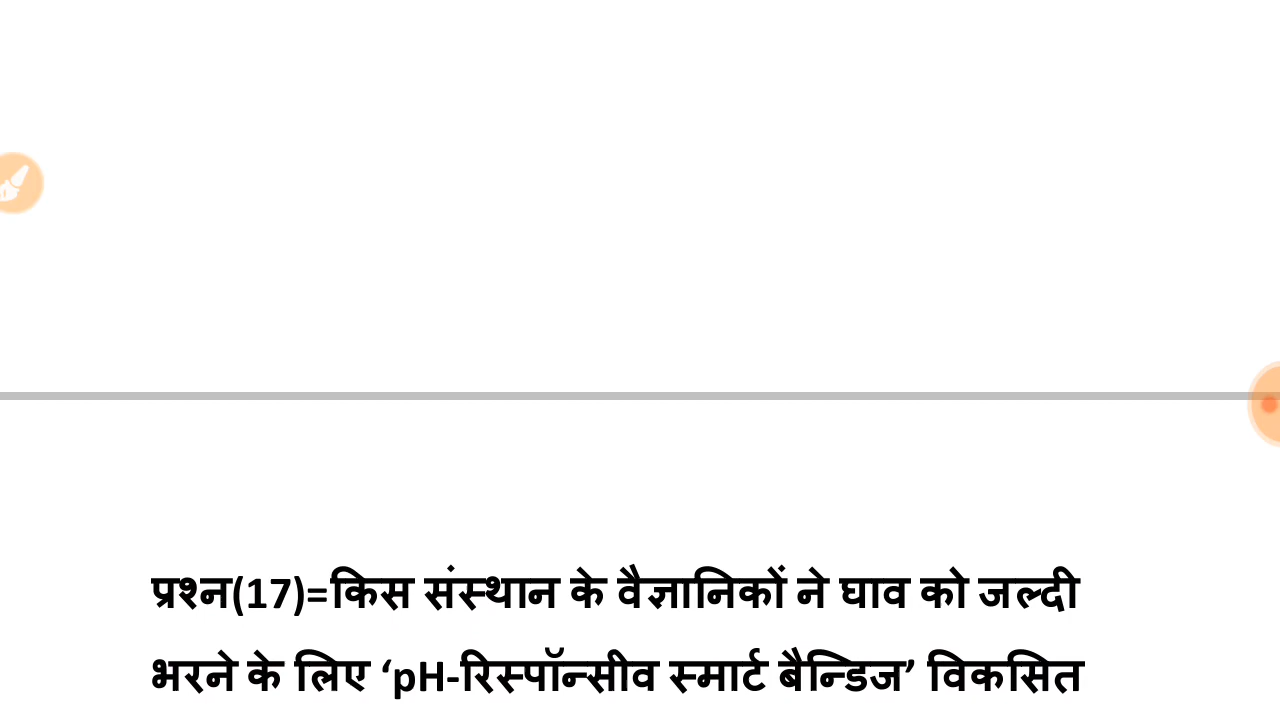 प्रश्न(17)=किस संस्थान के वैज्ञानिकों ने घाव को जल्दी
भरने के लिए ‘pH-रिस्पॉन्सीव स्मार्ट बैन्डिज’ विकसित